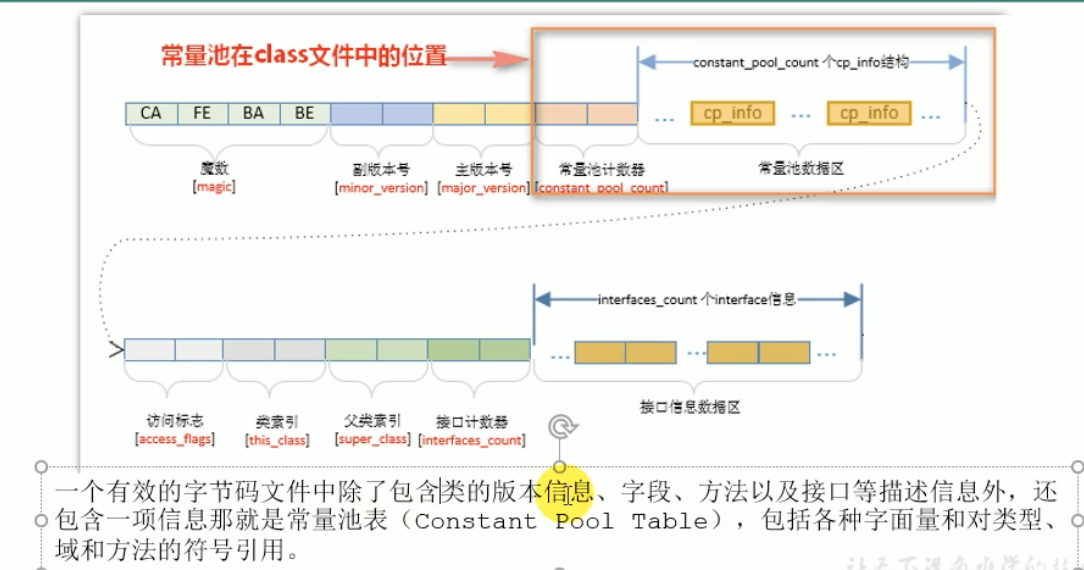 常量池在class文件中的位置
constant_pool_count 个cp_info结构
CA FE BA BE ... cp_info ... cp_info ...
魔数 副版本号 主版本号 常量池计数器 常量池数据区
[magic] [minor_version] [major_version] [constant_pool_count]
interfaces_count 个interface信息
... ... ...
访问标志 类索引 父类索引 接口计数器 接口信息数据区
[access_flags] [this_class] [super_class] [interfaces_count]
一个有效的字节码文件中除了包含类的版本信息、字段、方法以及接口等描述信息外，还
包含一项信息那就是常量池表（Constant Pool Table），包括各种字面量和对类型、
域和方法的符号引用。